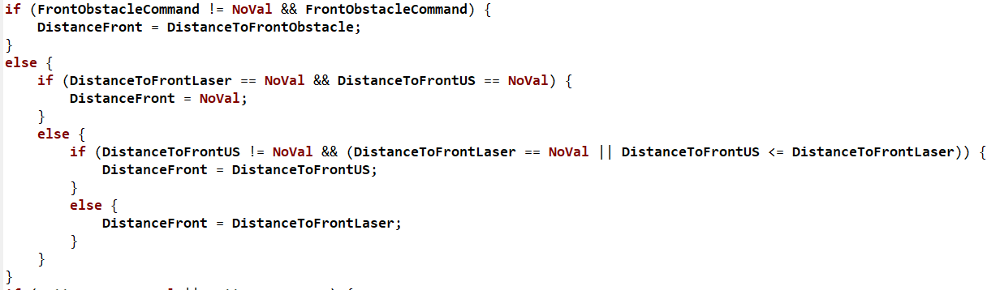 if (FrontObstacleCommand != NoVal && FrontObstacleCommand) {
    DistanceFront = DistanceToFrontObstacle;
}
else {
    if (DistanceToFrontLaser == NoVal && DistanceToFrontUS == NoVal) {
        DistanceFront = NoVal;
    }
    else {
        if (DistanceToFrontUS != NoVal && (DistanceToFrontLaser == NoVal || DistanceToFrontUS <= DistanceToFrontLaser)) {
            DistanceFront = DistanceToFrontUS;
        }
        else {
            DistanceFront = DistanceToFrontLaser;
        }
    }
}